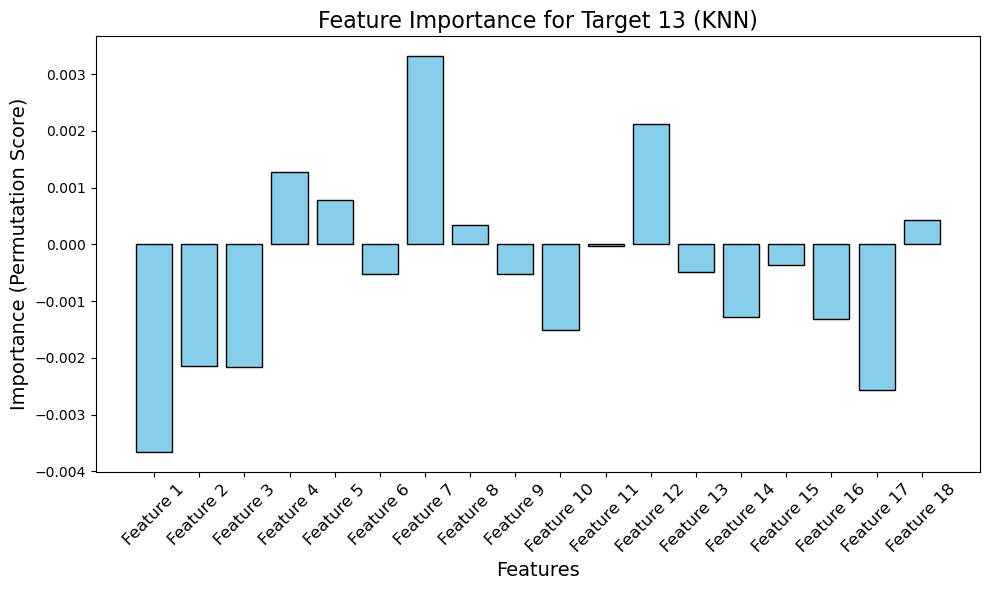 Feature Importance for Target 13 (KNN)
Importance (Permutation Score)
0.003
0.002
0.001
0.000
−0.001
−0.002
−0.003
−0.004
Feature 1
Feature 2
Feature 3
Feature 4
Feature 5
Feature 6
Feature 7
Feature 8
Feature 9
Feature 10
Feature 11
Feature 12
Feature 13
Feature 14
Feature 15
Feature 16
Feature 17
Feature 18
Features